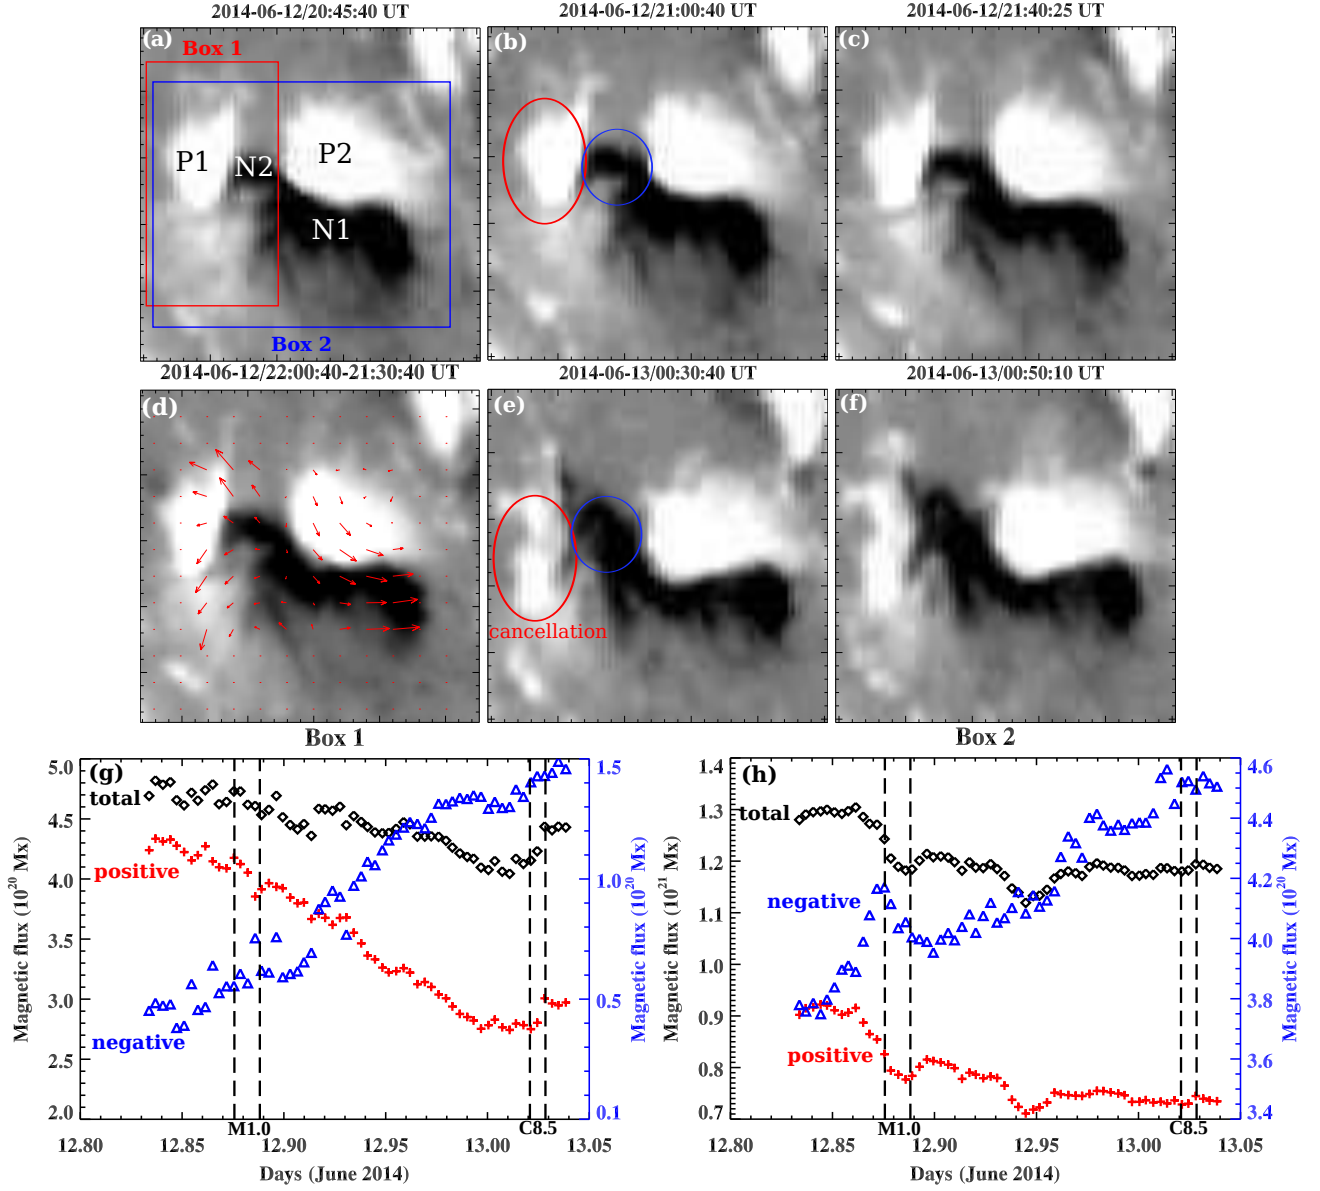 2014-06-12/20:45:40 UT
2014-06-12/21:00:40 UT
2014-06-12/21:40:25 UT
(a)
Box 1
P1
N2
P2
N1
Box 2
(b)
(c)
2014-06-12/22:00:40-21:30:40 UT
2014-06-13/00:30:40 UT
2014-06-13/00:50:10 UT
(d)
(e)
cancellation
(f)
Box 1
(g)
total
positive
negative
5.0
4.5
4.0
3.5
3.0
2.5
2.0
Magnetic flux (10^20 Mx)
1.5
1.0
0.5
0.1
Magnetic flux (10^20 Mx)
M1.0
C8.5
12.80
12.85
12.90
12.95
13.00
13.05
Days (June 2014)
Box 2
(h)
total
negative
positive
1.4
1.3
1.2
1.1
1.0
0.9
0.8
0.7
Magnetic flux (10^21 Mx)
4.6
4.4
4.2
4.0
3.8
3.6
3.4
Magnetic flux (10^20 Mx)
M1.0
C8.5
12.80
12.85
12.90
12.95
13.00
13.05
Days (June 2014)